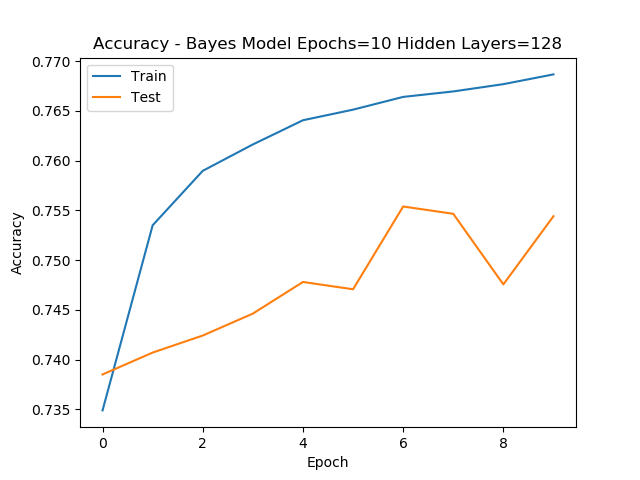 Accuracy - Bayes Model Epochs=10 Hidden Layers=128
Train
Test
0.770
0.765
0.760
0.755
0.750
0.745
0.740
0.735
Accuracy
0 2 4 6 8
Epoch